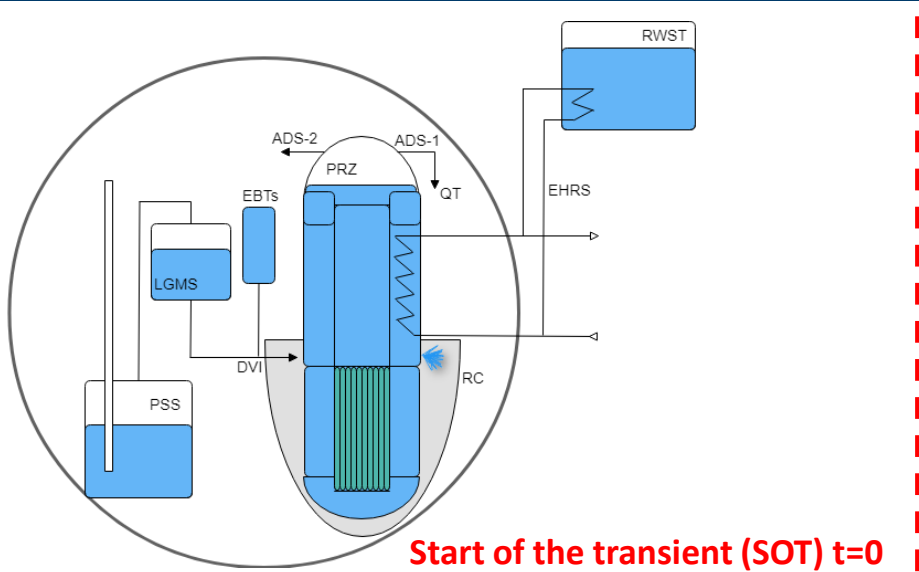 RWST
ADS-2
ADS-1
PRZ
QT
EBTs
EHRS
LGMS
DVI
RC
PSS
Start of the transient (SOT) t=0